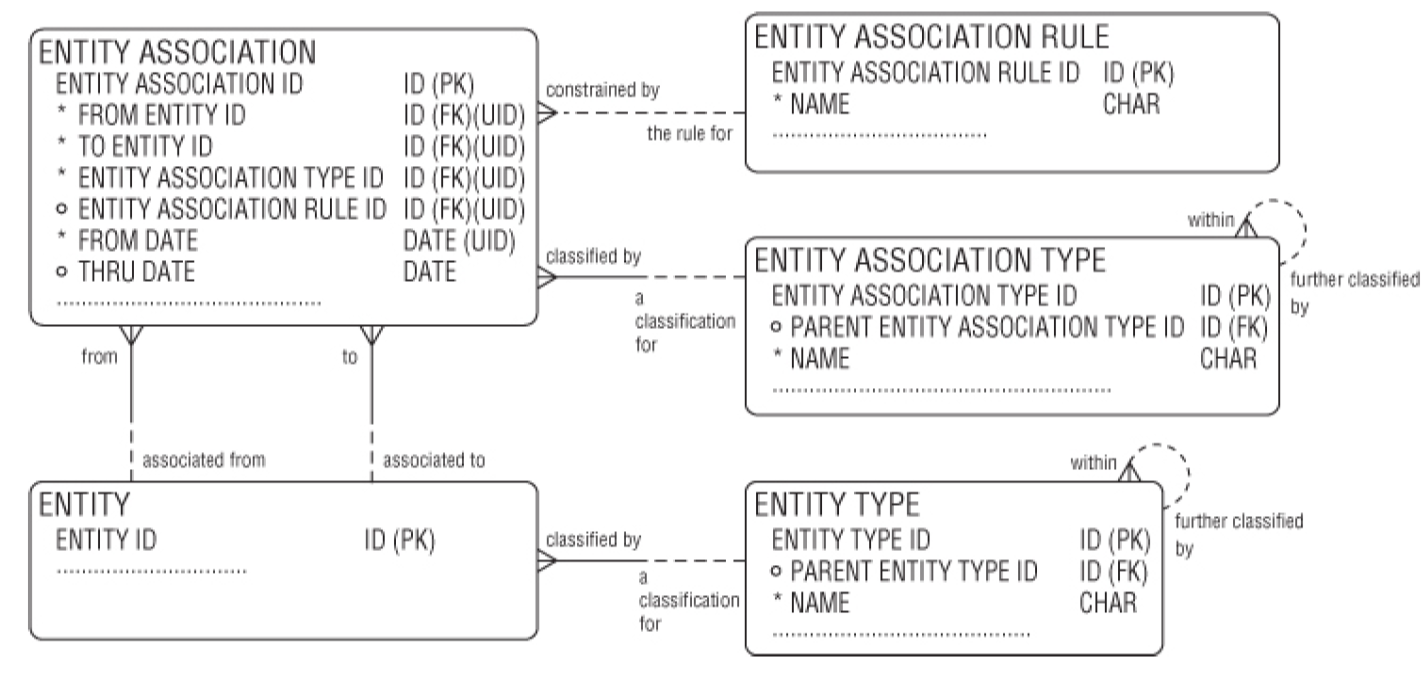 ENTITY ASSOCIATION
ENTITY ASSOCIATION ID ID (PK)
* FROM ENTITY ID ID (FK)(UID)
* TO ENTITY ID ID (FK)(UID)
* ENTITY ASSOCIATION TYPE ID ID (FK)(UID)
o ENTITY ASSOCIATION RULE ID ID (FK)(UID)
* FROM DATE DATE (UID)
o THRU DATE DATE
constrained by
the rule for
ENTITY ASSOCIATION RULE
ENTITY ASSOCIATION RULE ID ID (PK)
* NAME CHAR
classified by
a
classification
for
within
further classified
by
ENTITY ASSOCIATION TYPE
ENTITY ASSOCIATION TYPE ID ID (PK)
o PARENT ENTITY ASSOCIATION TYPE ID ID (FK)
* NAME CHAR
from
to
associated from
associated to
ENTITY
ENTITY ID ID (PK)
classified by
a
classification
for
within
further classified
by
ENTITY TYPE
ENTITY TYPE ID ID (PK)
o PARENT ENTITY TYPE ID ID (FK)
* NAME CHAR